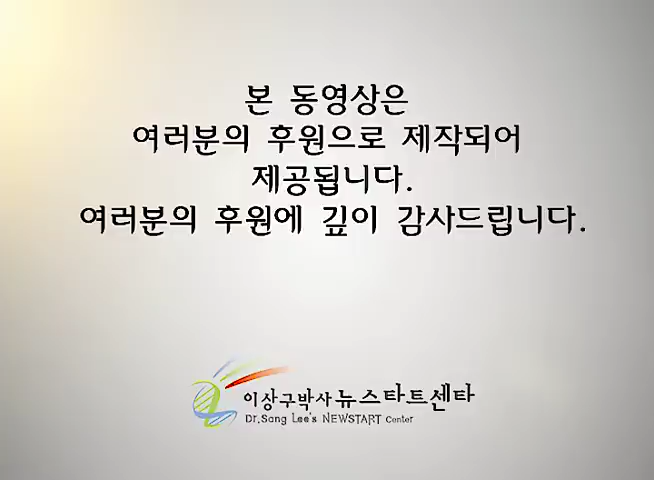 본 동영상은
여러분의 후원으로 제작되어
제공됩니다.
여러분의 후원에 깊이 감사드립니다.
이상구박사 뉴스타트센타
Dr.Sang Lee's NEWSTART Center